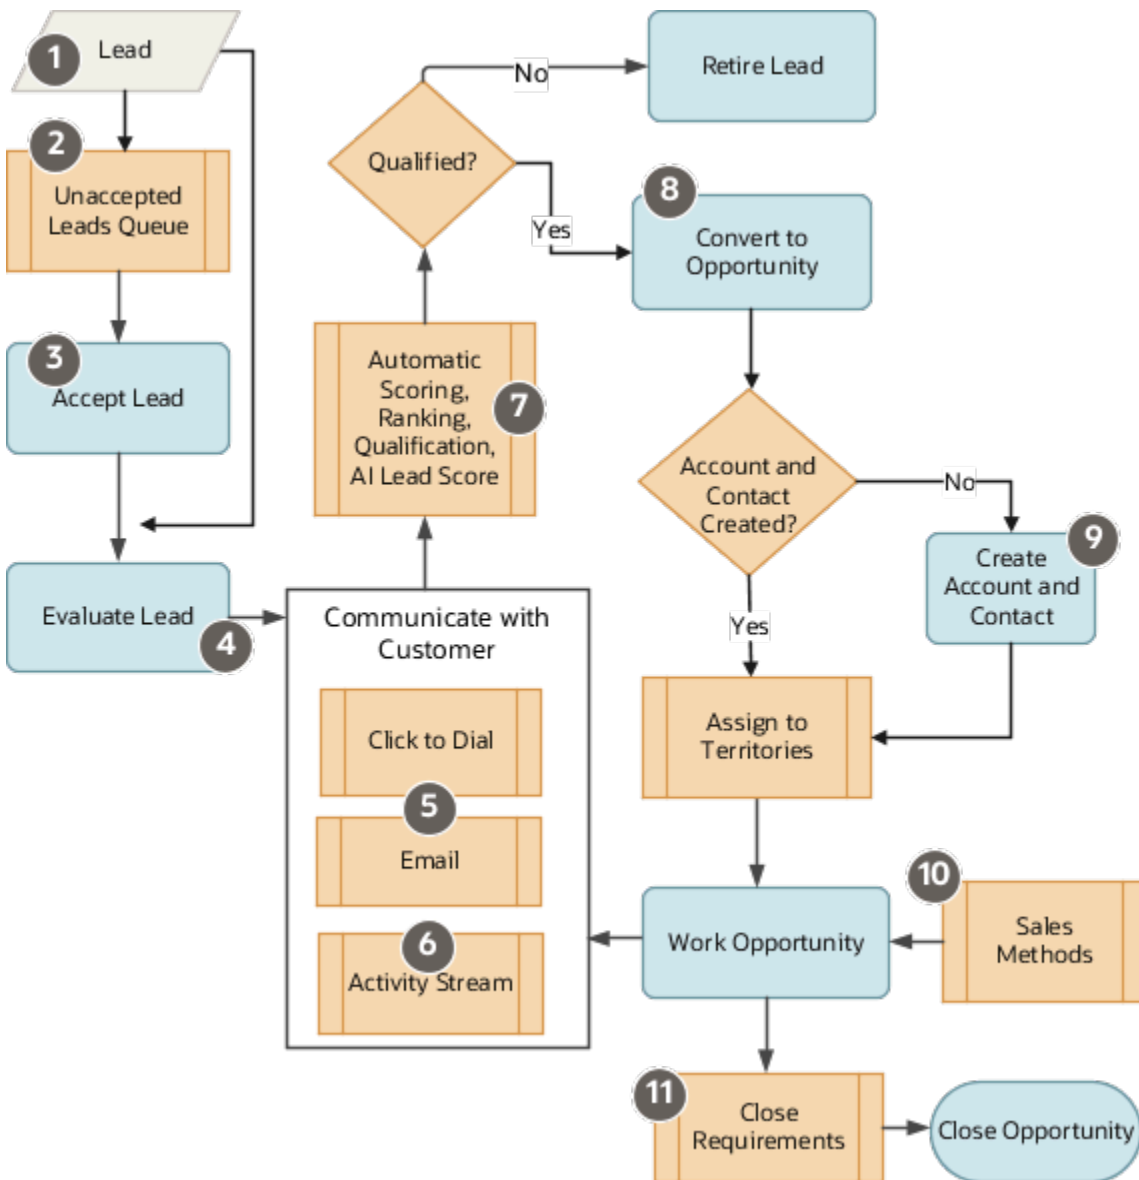 1
Lead
2
Unaccepted
Leads Queue
3
Accept Lead
Evaluate Lead
4
Communicate with
Customer
Click to Dial
5
Email
6
Activity Stream
Automatic
Scoring,
Ranking,
Qualification,
AI Lead Score
7
Qualified?
No
Retire Lead
Yes
8
Convert to
Opportunity
Account and
Contact
Created?
No
9
Create
Account and
Contact
Yes
Assign to
Territories
Work Opportunity
10
Sales
Methods
11
Close
Requirements
Close Opportunity